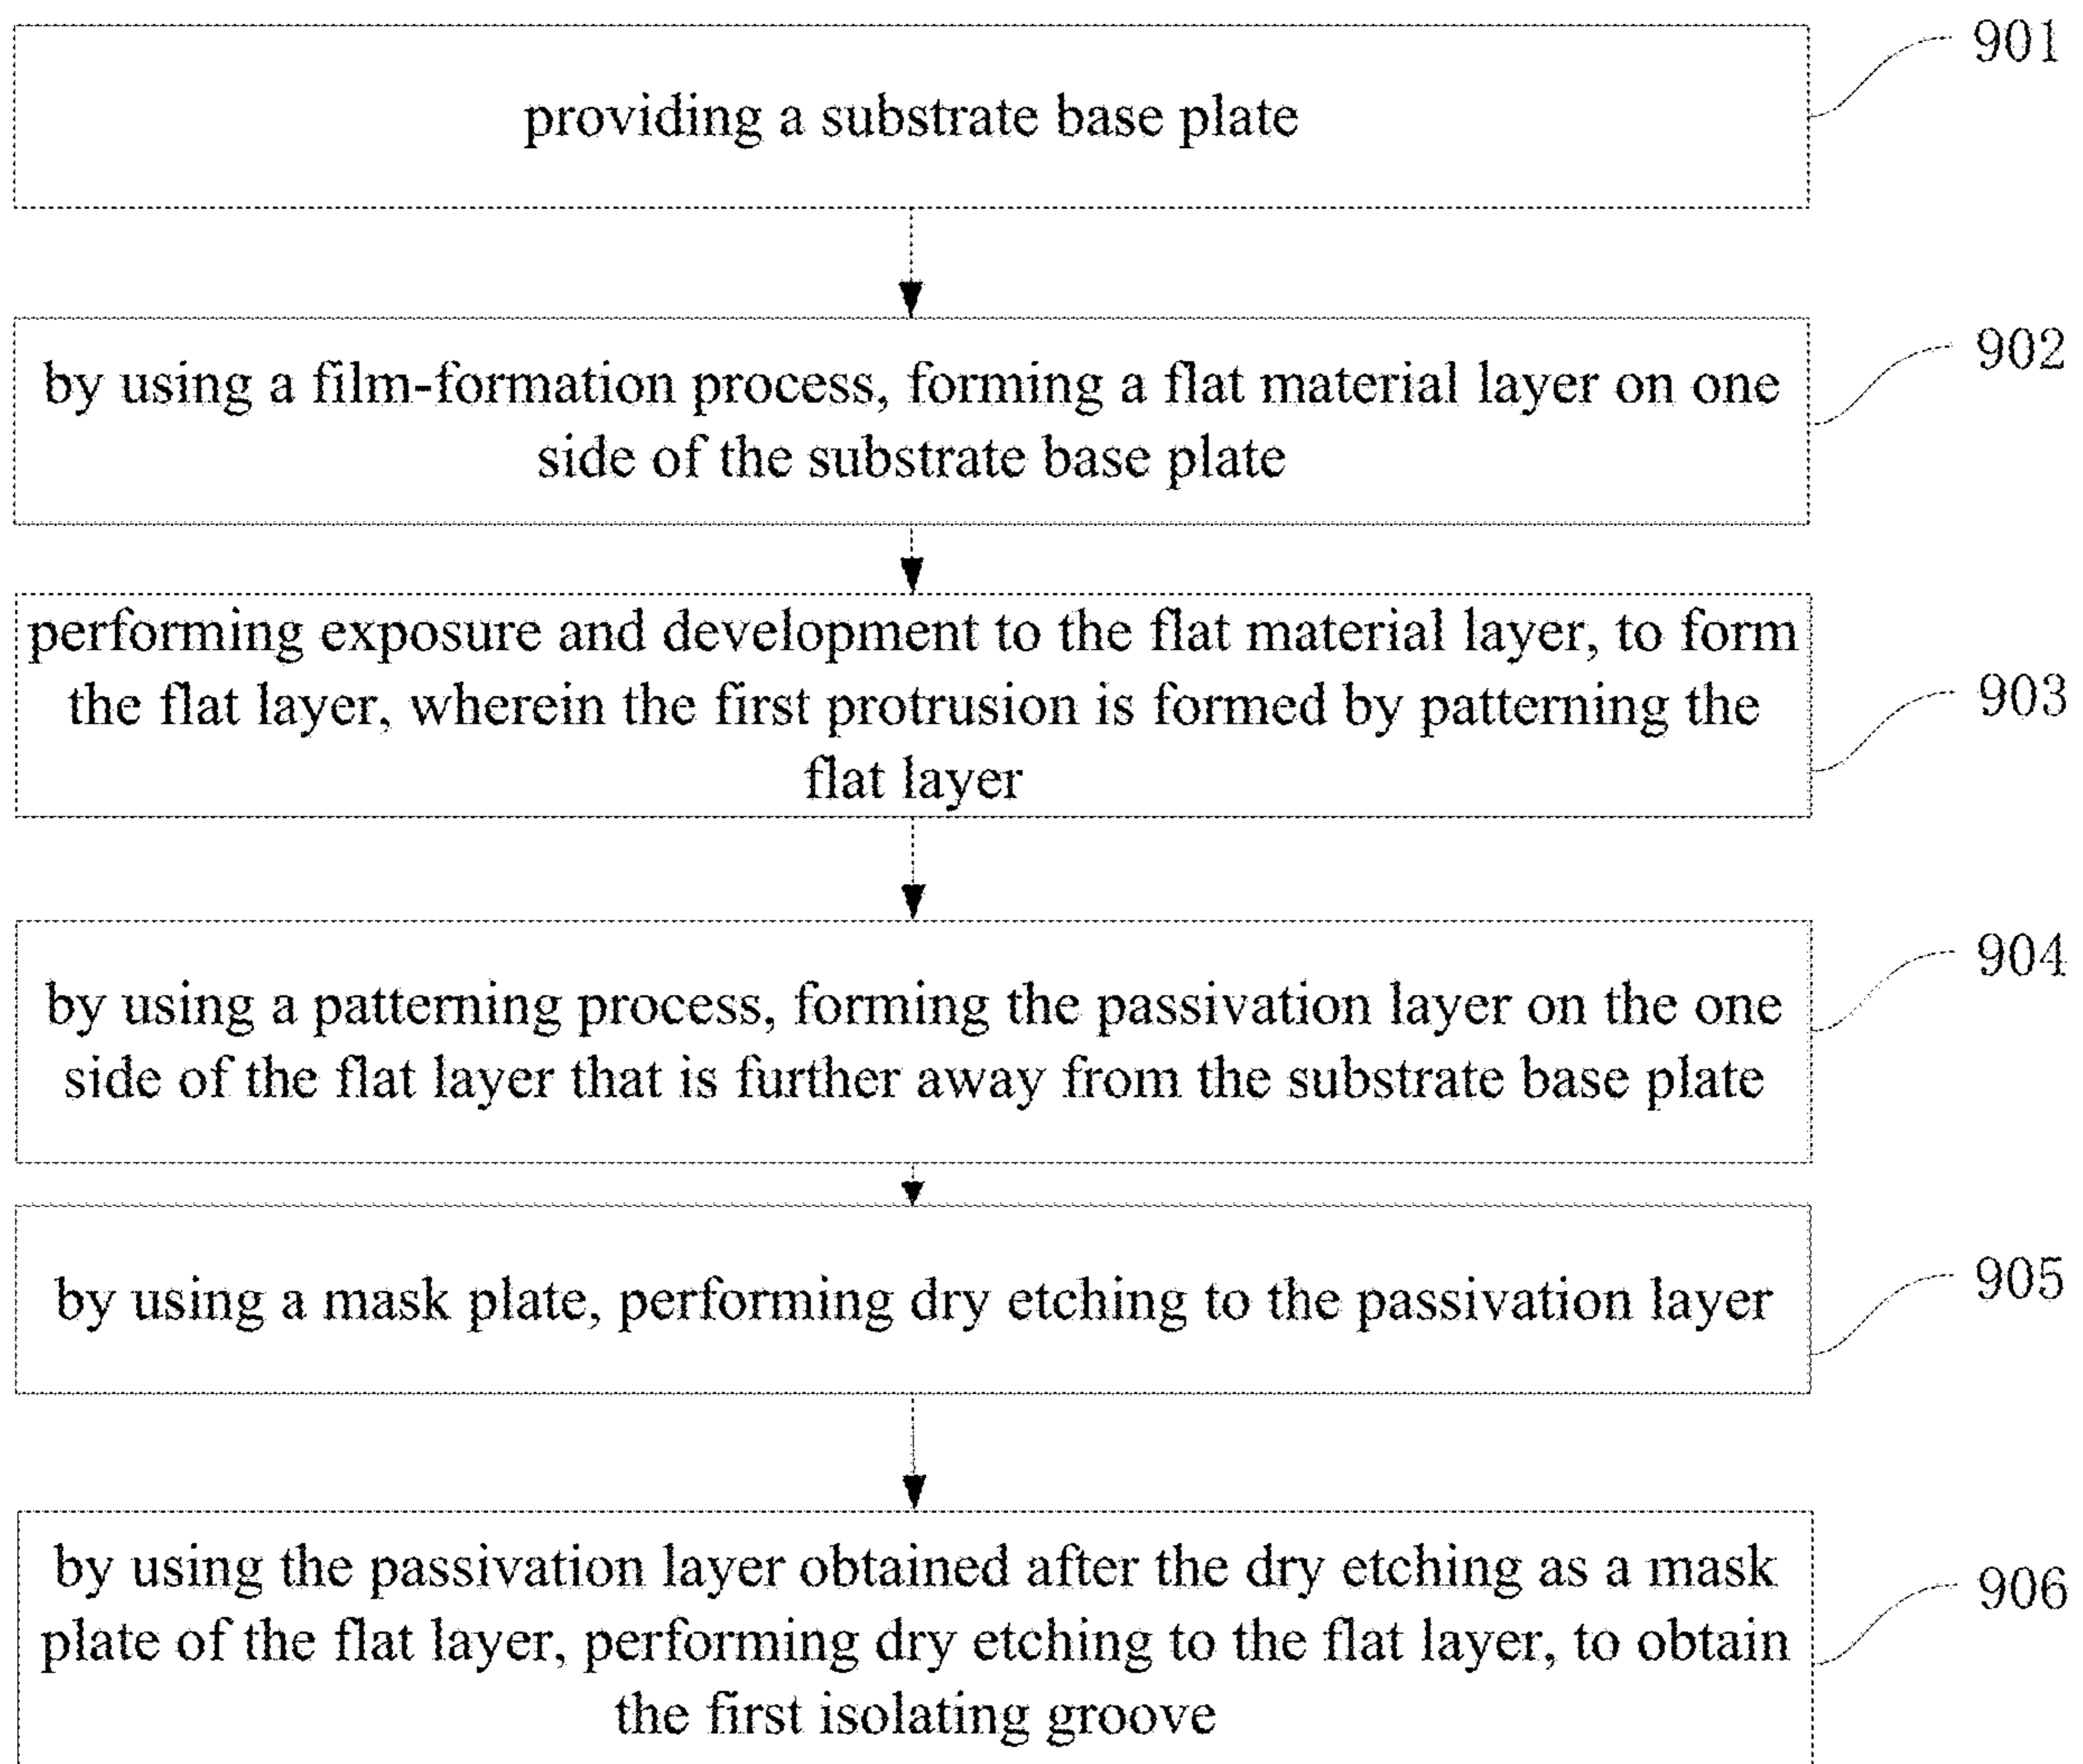 providing a substrate base plate
901
by using a film-formation process, forming a flat material layer on one
side of the substrate base plate
902
performing exposure and development to the flat material layer, to form
the flat layer, wherein the first protrusion is formed by patterning the
flat layer
903
by using a patterning process, forming the passivation layer on the one
side of the flat layer that is further away from the substrate base plate
904
by using a mask plate, performing dry etching to the passivation layer
905
by using the passivation layer obtained after the dry etching as a mask
plate of the flat layer, performing dry etching to the flat layer, to obtain
the first isolating groove
906